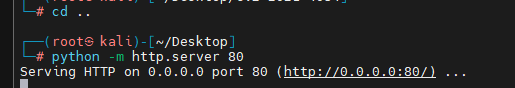 └─# cd ..
┌──(root㉿ kali)-[~/Desktop]
└─# python -m http.server 80
Serving HTTP on 0.0.0.0 port 80 (http://0.0.0.0:80/) ...